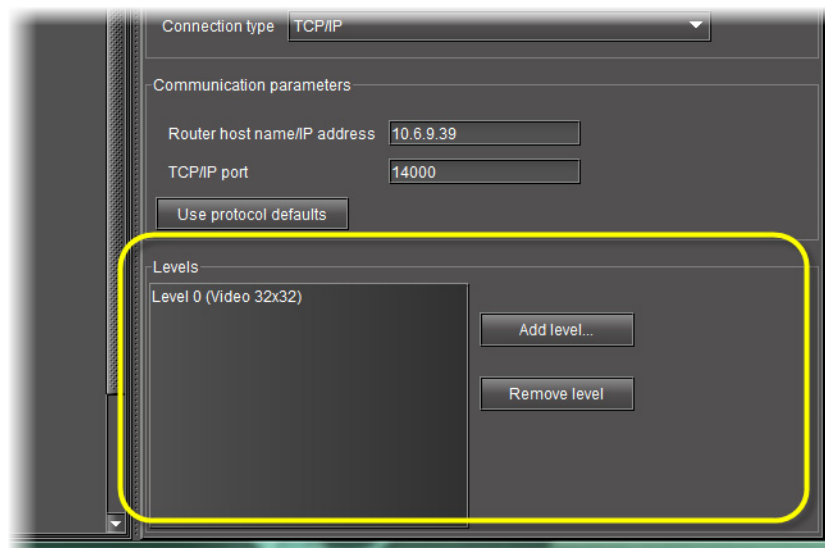 Connection type TCP/IP
Communication parameters
Router host name/IP address 10.6.9.39
TCP/IP port 14000
Use protocol defaults
Levels
Level 0 (Video 32x32)
Add level...
Remove level